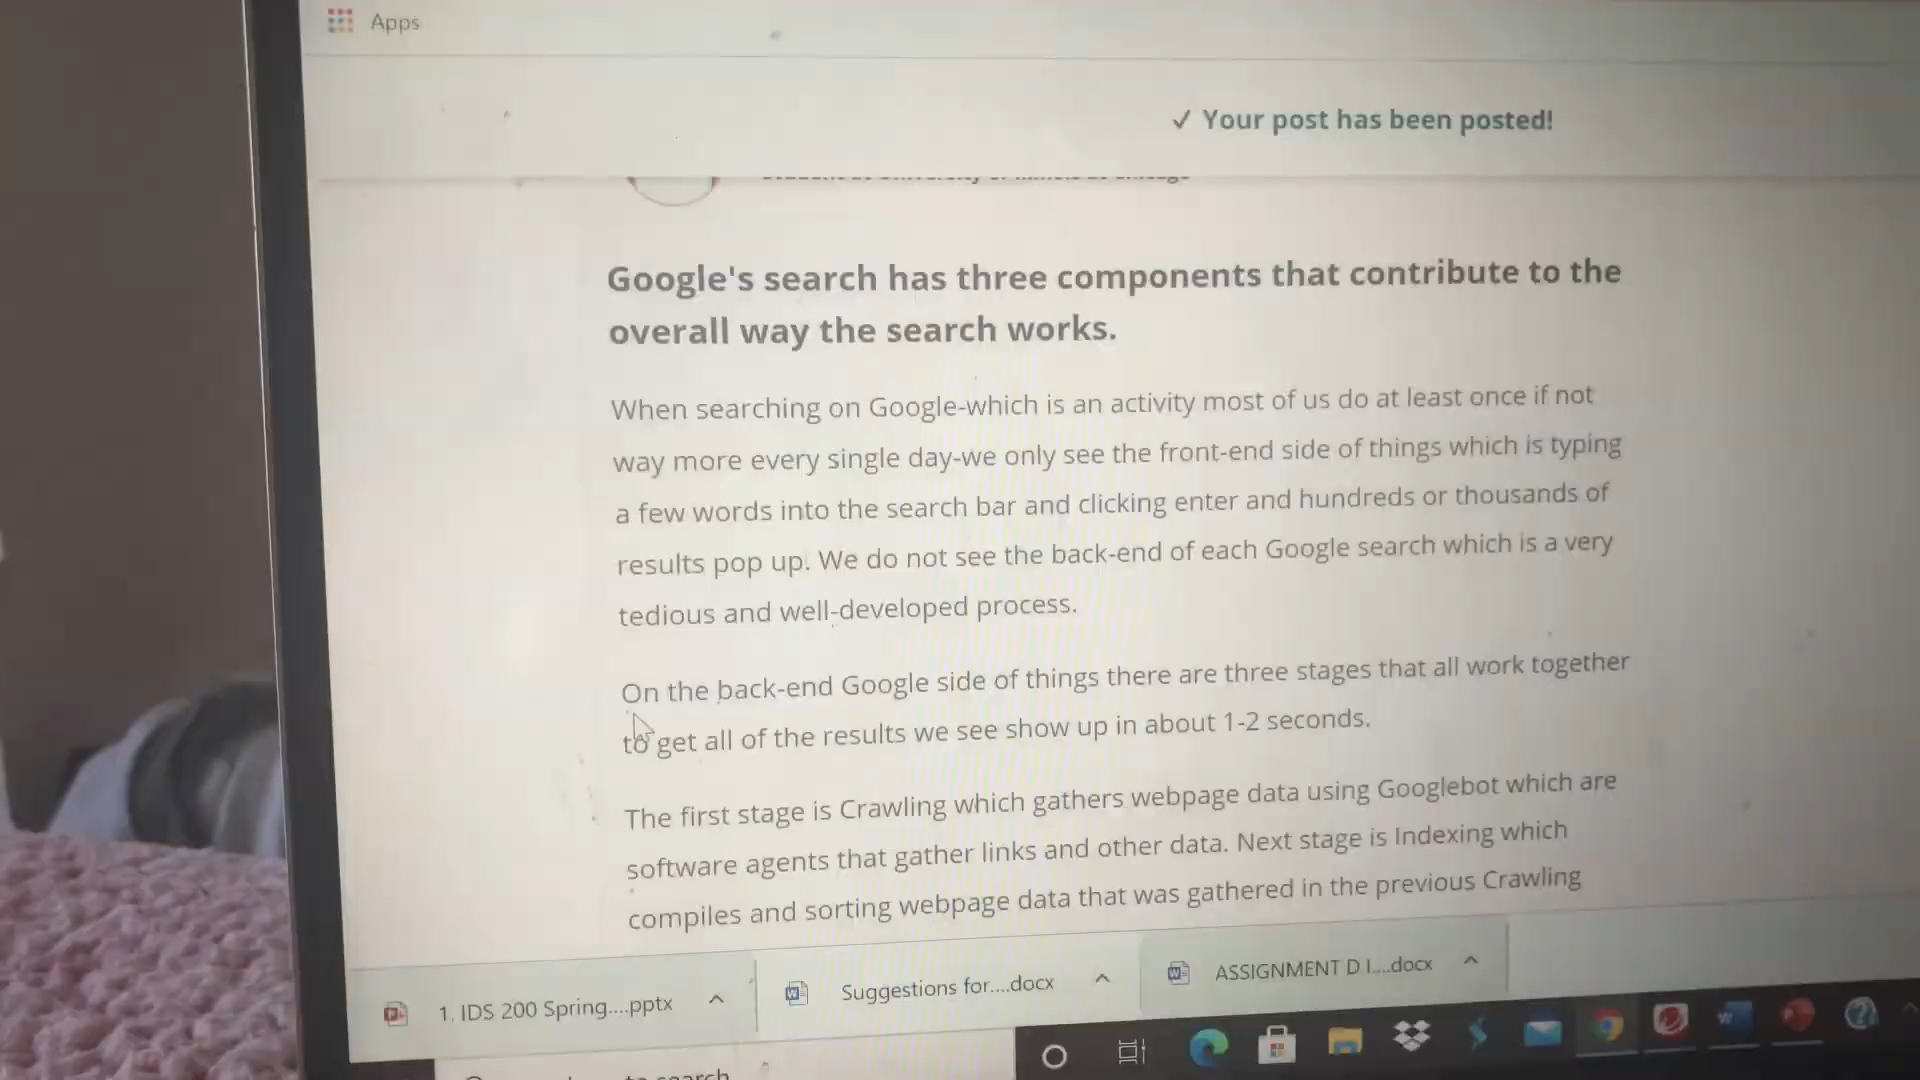 Apps
✓ Your post has been posted!
Google's search has three components that contribute to the
overall way the search works.
When searching on Google-which is an activity most of us do at least once if not
way more every single day-we only see the front-end side of things which is typing
a few words into the search bar and clicking enter and hundreds or thousands of
results pop up. We do not see the back-end of each Google search which is a very
tedious and well-developed process.
On the back-end Google side of things there are three stages that all work together
to get all of the results we see show up in about 1-2 seconds.
The first stage is Crawling which gathers webpage data using Googlebot which are
software agents that gather links and other data. Next stage is Indexing which
compiles and sorting webpage data that was gathered in the previous Crawling
1. IDS 200 Spring....pptx
Suggestions for....docx
ASSIGNMENT D I....docx
search